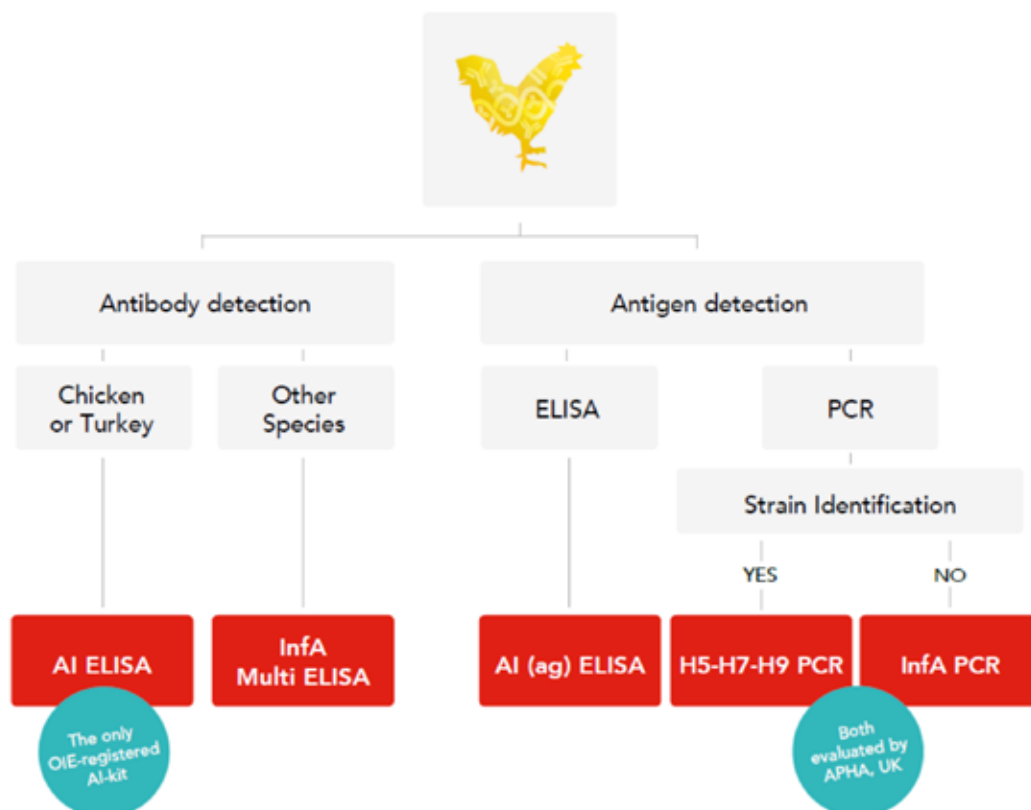 Antibody detection
Antigen detection
Chicken
or Turkey
Other
Species
ELISA
PCR
Strain Identification
YES
NO
AI ELISA
InfA
Multi ELISA
AI (ag) ELISA
H5-H7-H9 PCR
InfA PCR
The only
OIE-registered
AI-kit
Both
evaluated by
APHA, UK